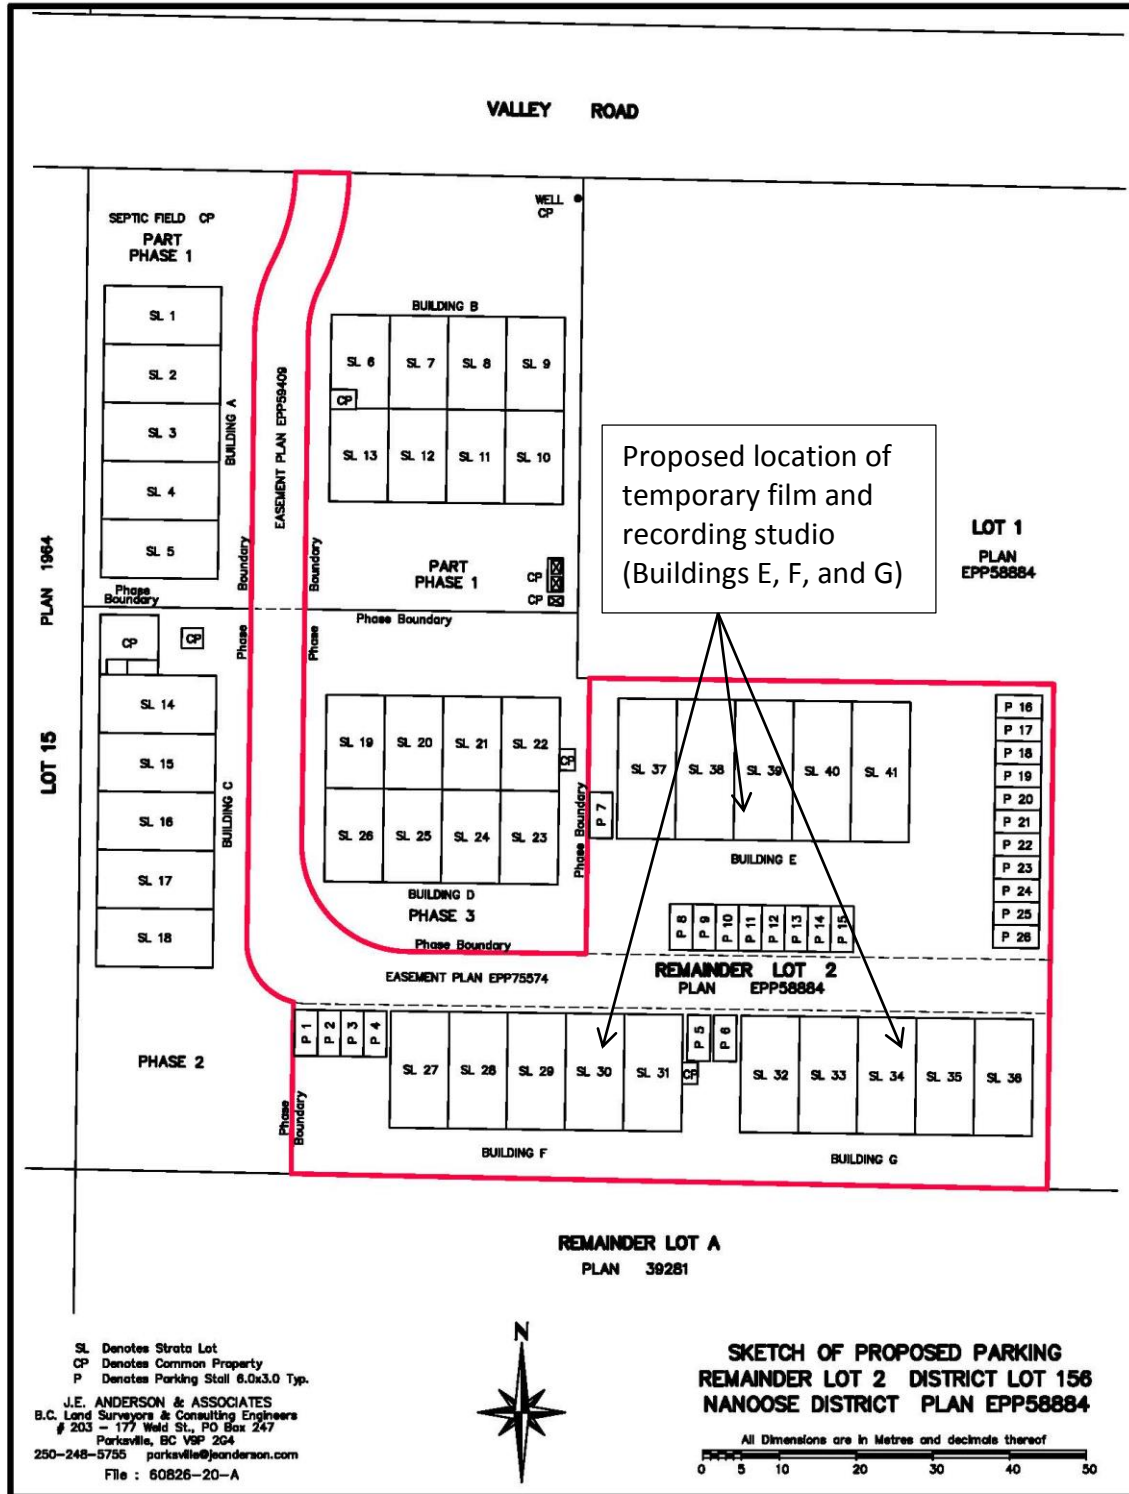 VALLEY ROAD
SEPTIC FIELD CP
PART
PHASE 1
WELL
CP
SL 1
SL 2
SL 3
SL 4
SL 5
BUILDING A
EASEMENT PLAN EPP59409
BUILDING B
SL 6 SL 7 SL 8 SL 9
CP
SL 13 SL 12 SL 11 SL 10
Proposed location of
temporary film and
recording studio
(Buildings E, F, and G)
LOT 1
PLAN
EPP58884
PART
PHASE 1
CP
CP
Phase
Boundary
Phase Boundary
Phase Boundary
Phase Boundary
Phase
Phase
LOT 15 PLAN 1964
CP
CP
SL 14
SL 15
SL 16
SL 17
SL 18
BUILDING C
SL 19 SL 20 SL 21 SL 22
CP
SL 26 SL 25 SL 24 SL 23
BUILDING D
PHASE 3
Phase Boundary
Phase Boundary
P 7
SL 37 SL 38 SL 39 SL 40 SL 41
BUILDING E
P 16
P 17
P 18
P 19
P 20
P 21
P 22
P 23
P 24
P 25
P 26
P 8 P 9 P 10 P 11 P 12 P 13 P 14 P 15
EASEMENT PLAN EPP75574
REMAINDER LOT 2
PLAN EPP58884
P 1 P 2 P 3 P 4
SL 27 SL 28 SL 29 SL 30 SL 31
P 5 P 6
CP
SL 32 SL 33 SL 34 SL 35 SL 36
PHASE 2
Phase
Boundary
BUILDING F
BUILDING G
REMAINDER LOT A
PLAN 39281
SL Denotes Strata Lot
CP Denotes Common Property
P Denotes Parking Stall 6.0x3.0 Typ.
J.E. ANDERSON & ASSOCIATES
B.C. Land Surveyors & Consulting Engineers
# 203 - 177 Weld St., PO Box 247
Parksville, BC V9P 2G4
250-248-5755 parksville@jeanderson.com
File : 60826-20-A
N
SKETCH OF PROPOSED PARKING
REMAINDER LOT 2 DISTRICT LOT 156
NANOOSE DISTRICT PLAN EPP58884
All Dimensions are in Metres and decimals thereof
0 5 10 20 30 40 50